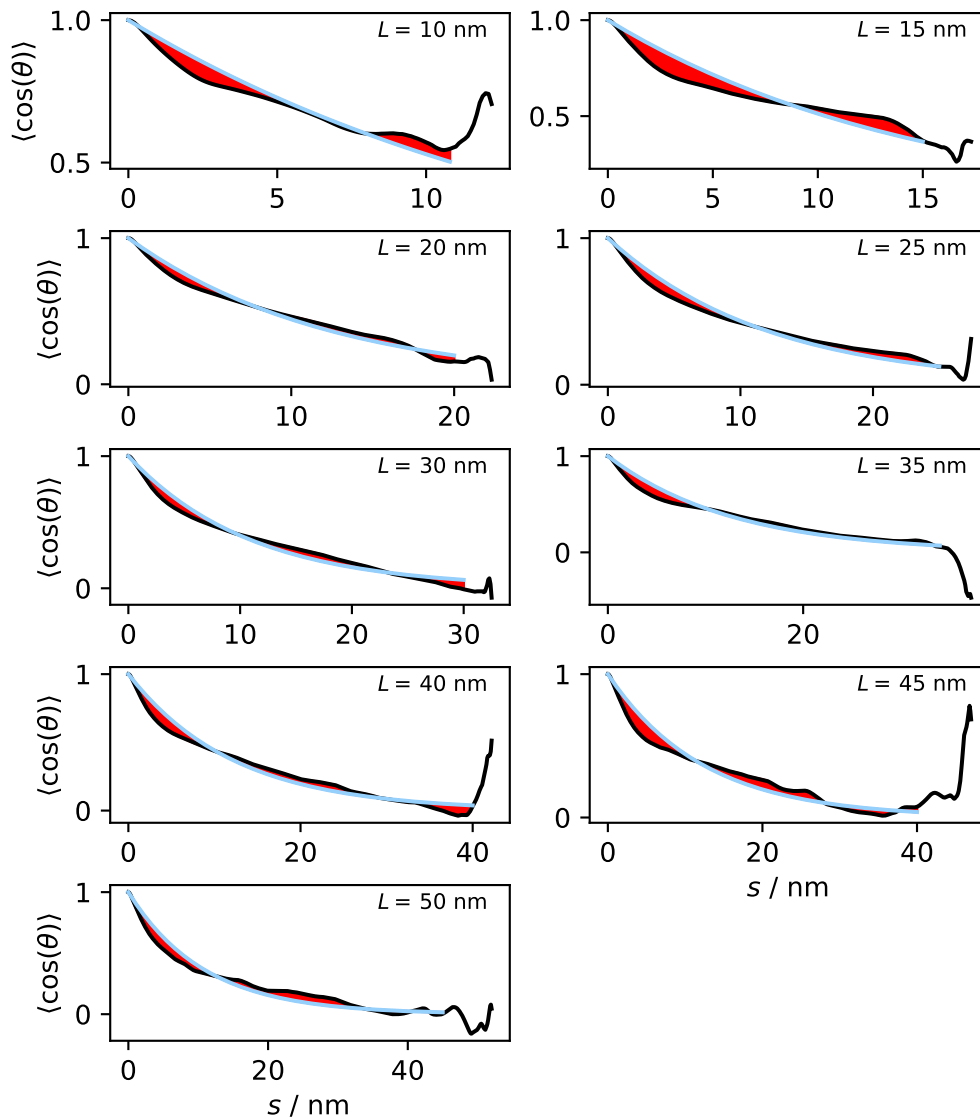 ⟨cos(θ)⟩
1.0
0.5
L = 10 nm
0 5 10
0.5
L = 15 nm
0 5 10 15
⟨cos(θ)⟩
1
0
L = 20 nm
0 10 20
1
0
L = 25 nm
0 10 20
⟨cos(θ)⟩
1
0
L = 30 nm
0 10 20 30
1
0
L = 35 nm
0 20
⟨cos(θ)⟩
1
0
L = 40 nm
0 20 40
1
0
L = 45 nm
0 20 40
s / nm
⟨cos(θ)⟩
1
0
L = 50 nm
0 20 40
s / nm